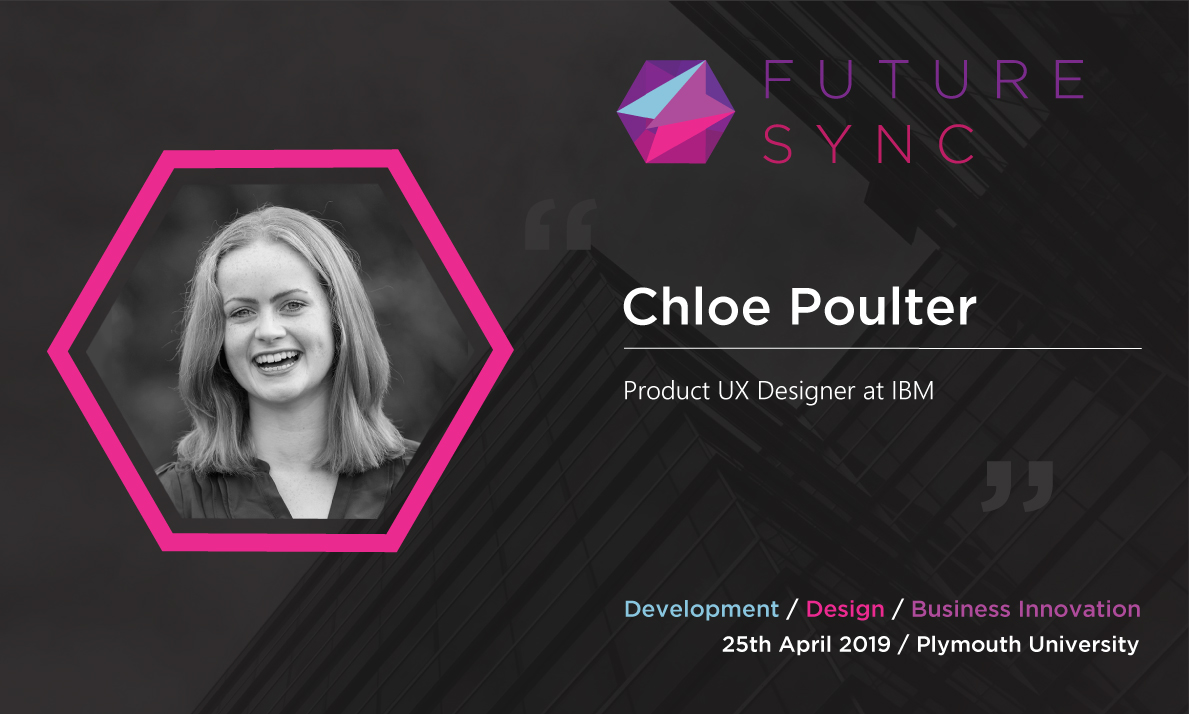 FUTURE
SYNC
“
Chloe Poulter
Product UX Designer at IBM
”
Development / Design / Business Innovation
25th April 2019 / Plymouth University